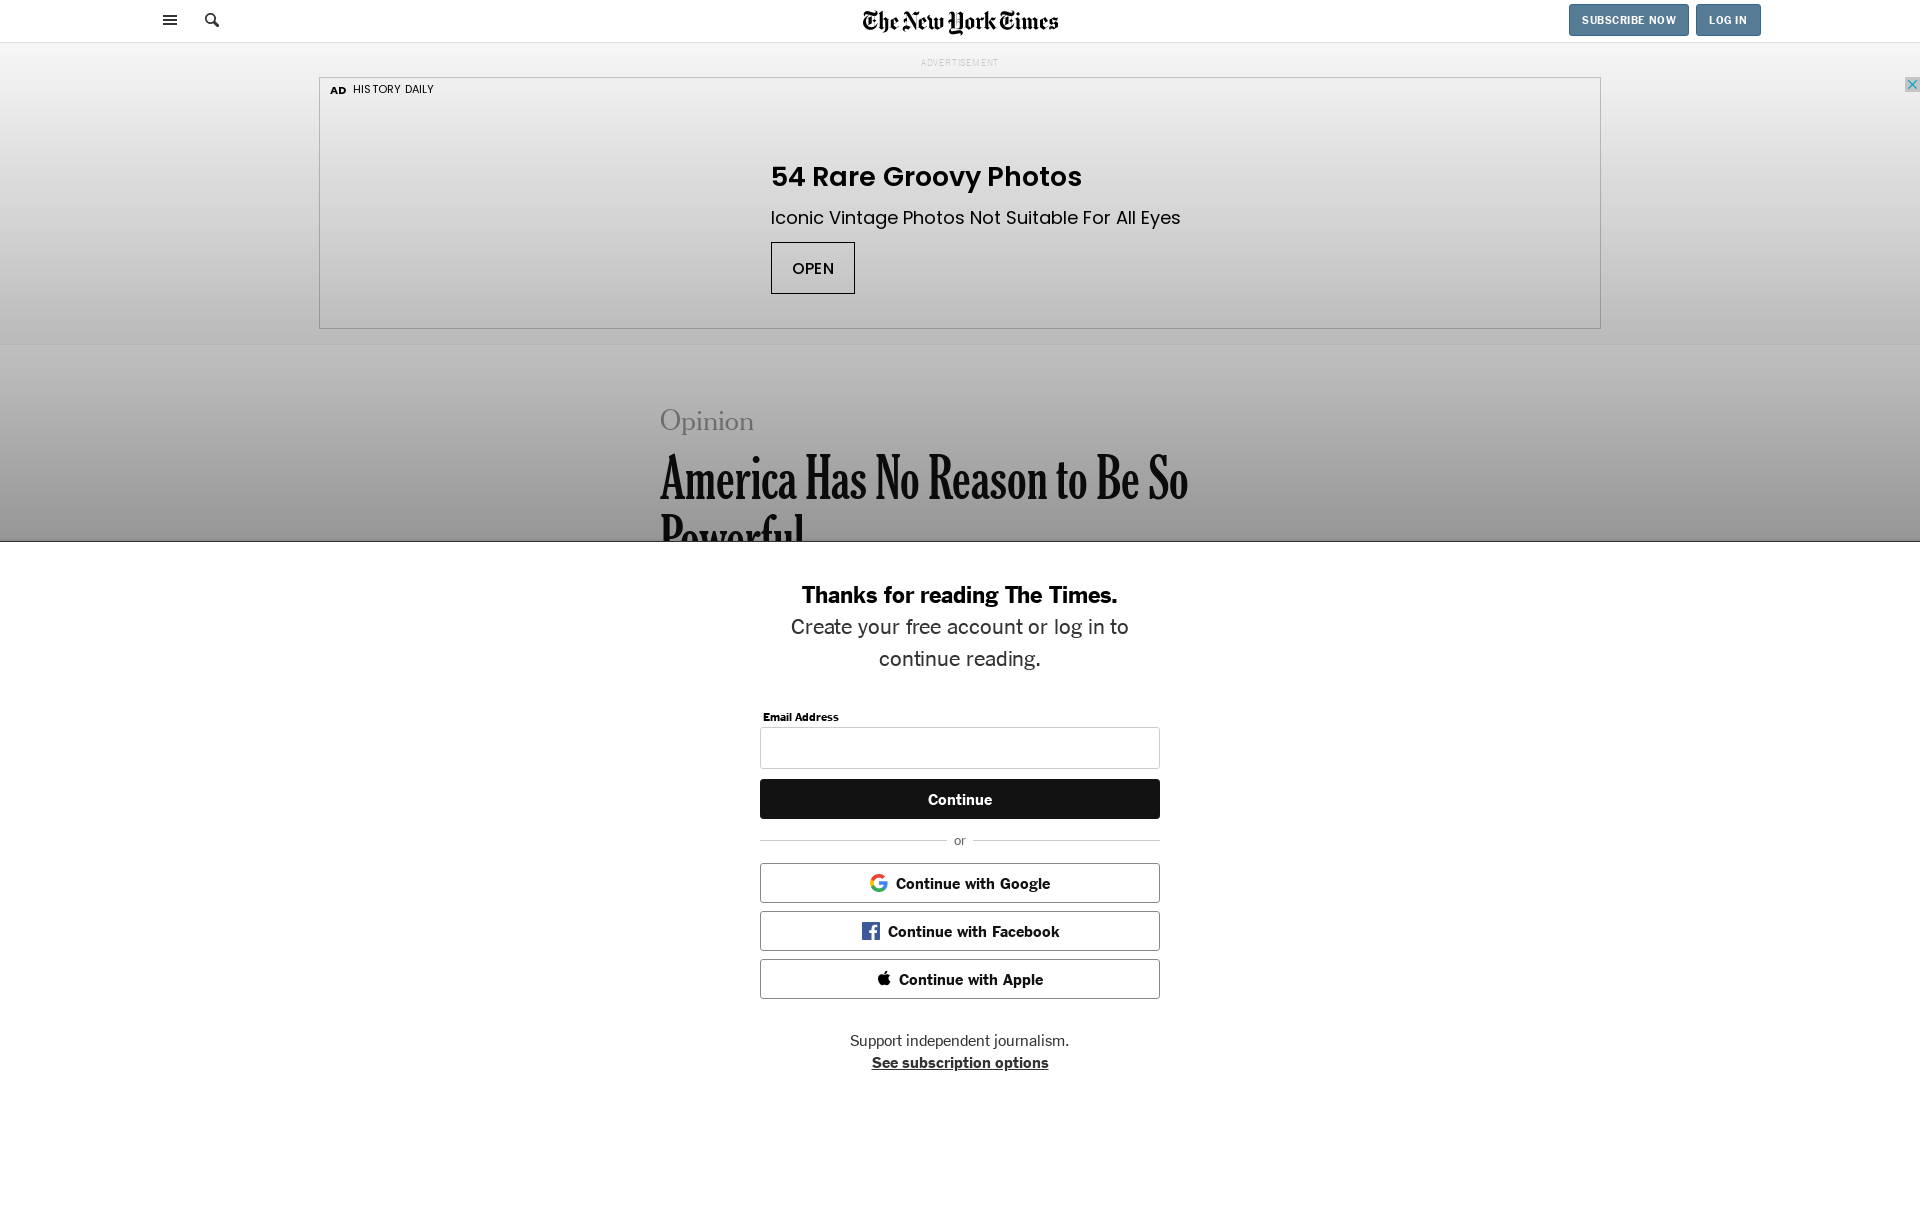 The New York Times
SUBSCRIBE NOW
LOG IN
ADVERTISEMENT
AD HISTORY DAILY
54 Rare Groovy Photos
Iconic Vintage Photos Not Suitable For All Eyes
OPEN
Opinion
America Has No Reason to Be So
Powerful
Thanks for reading The Times.
Create your free account or log in to
continue reading.
Email Address
Continue
or
Continue with Google
Continue with Facebook
Continue with Apple
Support independent journalism.
See subscription options